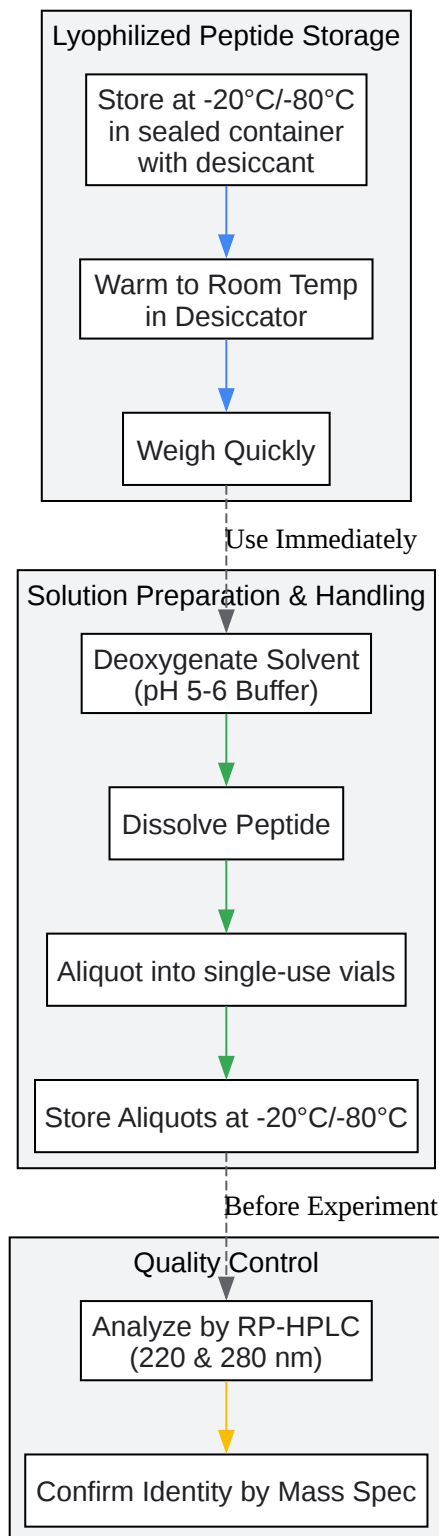 Lyophilized Peptide Storage
Store at -20°C/-80°C
in sealed container
with desiccant
Warm to Room Temp
in Desiccator
Weigh Quickly
Use Immediately
Solution Preparation & Handling
Deoxygenate Solvent
(pH 5-6 Buffer)
Dissolve Peptide
Aliquot into single-use vials
Store Aliquots at -20°C/-80°C
Before Experiment
Quality Control
Analyze by RP-HPLC
(220 & 280 nm)
Confirm Identity by Mass Spec